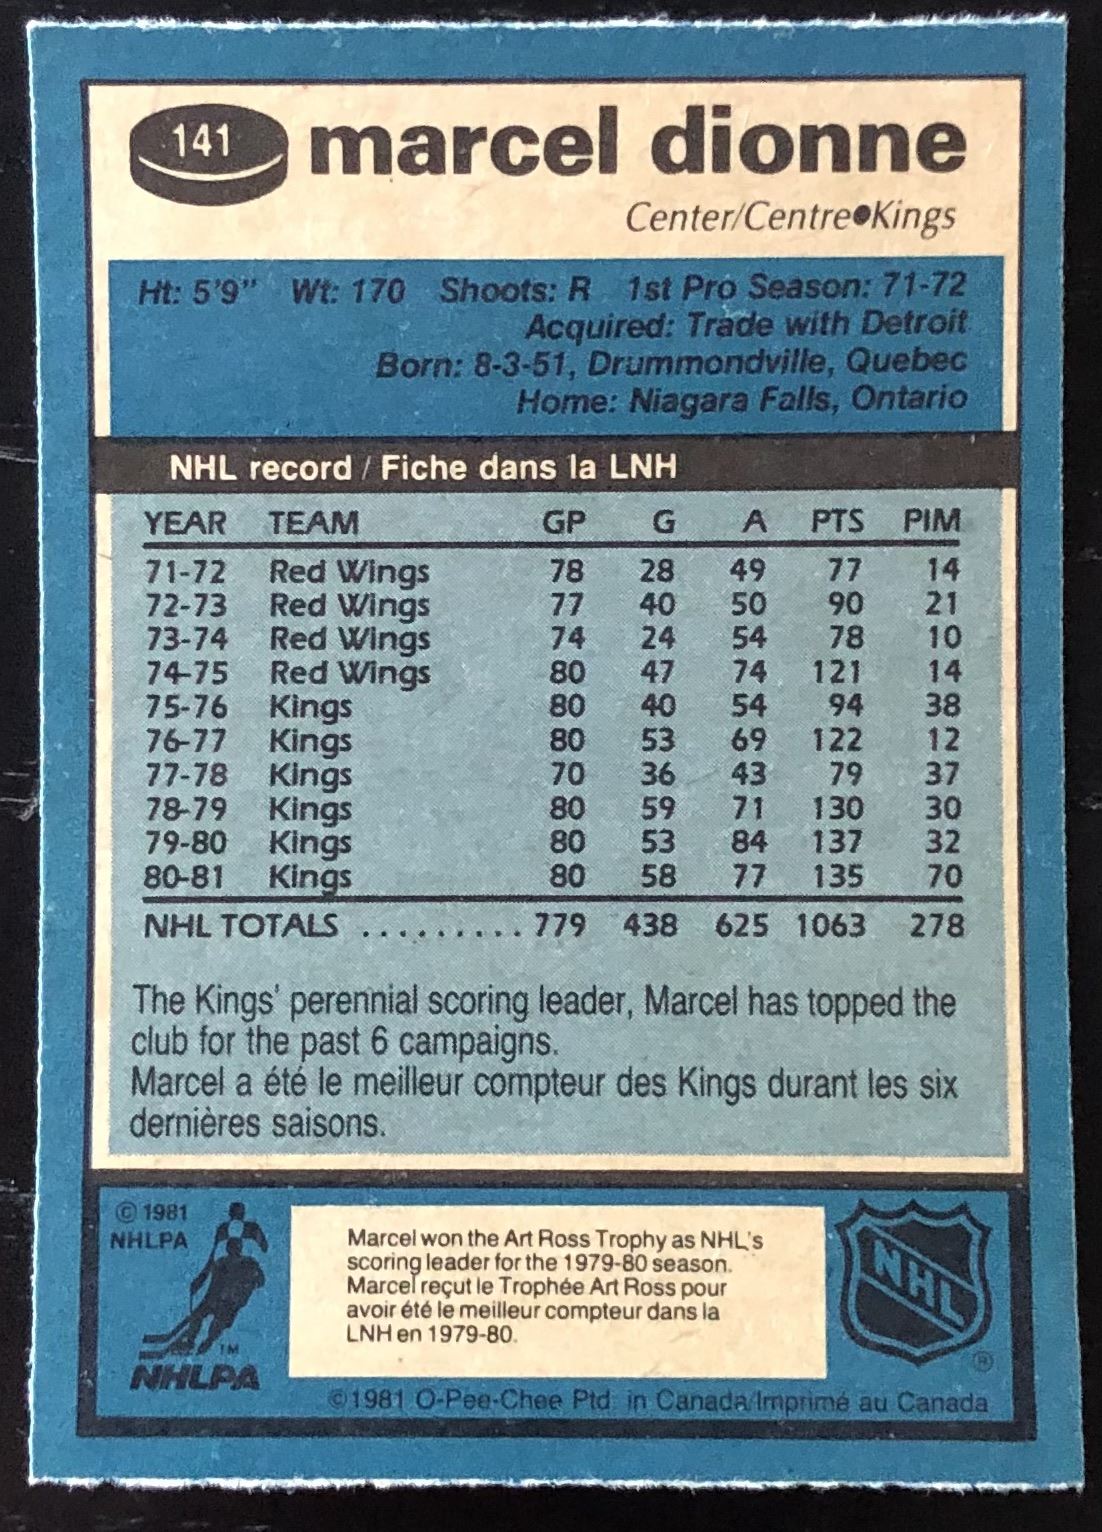 141
marcel dionne
Center/Centre●Kings
Ht: 5'9" Wt: 170 Shoots: R 1st Pro Season: 71-72
Acquired: Trade with Detroit
Born: 8-3-51, Drummondville, Quebec
Home: Niagara Falls, Ontario
NHL record / Fiche dans la LNH
YEAR TEAM GP G A PTS PIM
71-72 Red Wings 78 28 49 77 14
72-73 Red Wings 77 40 50 90 21
73-74 Red Wings 74 24 54 78 10
74-75 Red Wings 80 47 74 121 14
75-76 Kings 80 40 54 94 38
76-77 Kings 80 53 69 122 12
77-78 Kings 70 36 43 79 37
78-79 Kings 80 59 71 130 30
79-80 Kings 80 53 84 137 32
80-81 Kings 80 58 77 135 70
NHL TOTALS .......... 779 438 625 1063 278
The Kings' perennial scoring leader, Marcel has topped the
club for the past 6 campaigns.
Marcel a été le meilleur compteur des Kings durant les six
dernières saisons.
© 1981
NHLPA
TM
NHLPA
Marcel won the Art Ross Trophy as NHL's
scoring leader for the 1979-80 season.
Marcel reçut le Trophée Art Ross pour
avoir été le meilleur compteur dans la
LNH en 1979-80.
NHL
®
©1981 O-Pee-Chee Ptd. in Canada/Imprimé au Canada